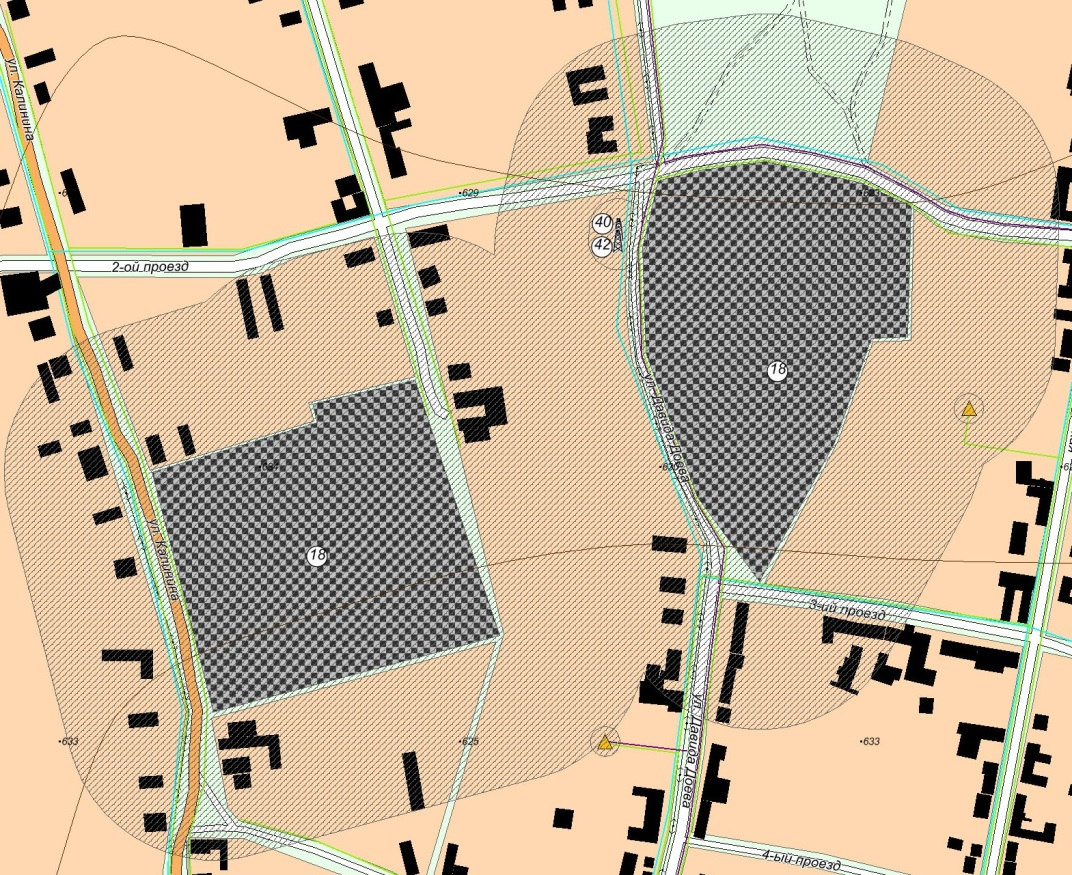 ул. Калинина
629
40
42
2-ой проезд
18
ул. Давида Доева
634
18
ул. Калинина
3-ий проезд
633
625
633
ул. Давида Доева
4-ый проезд